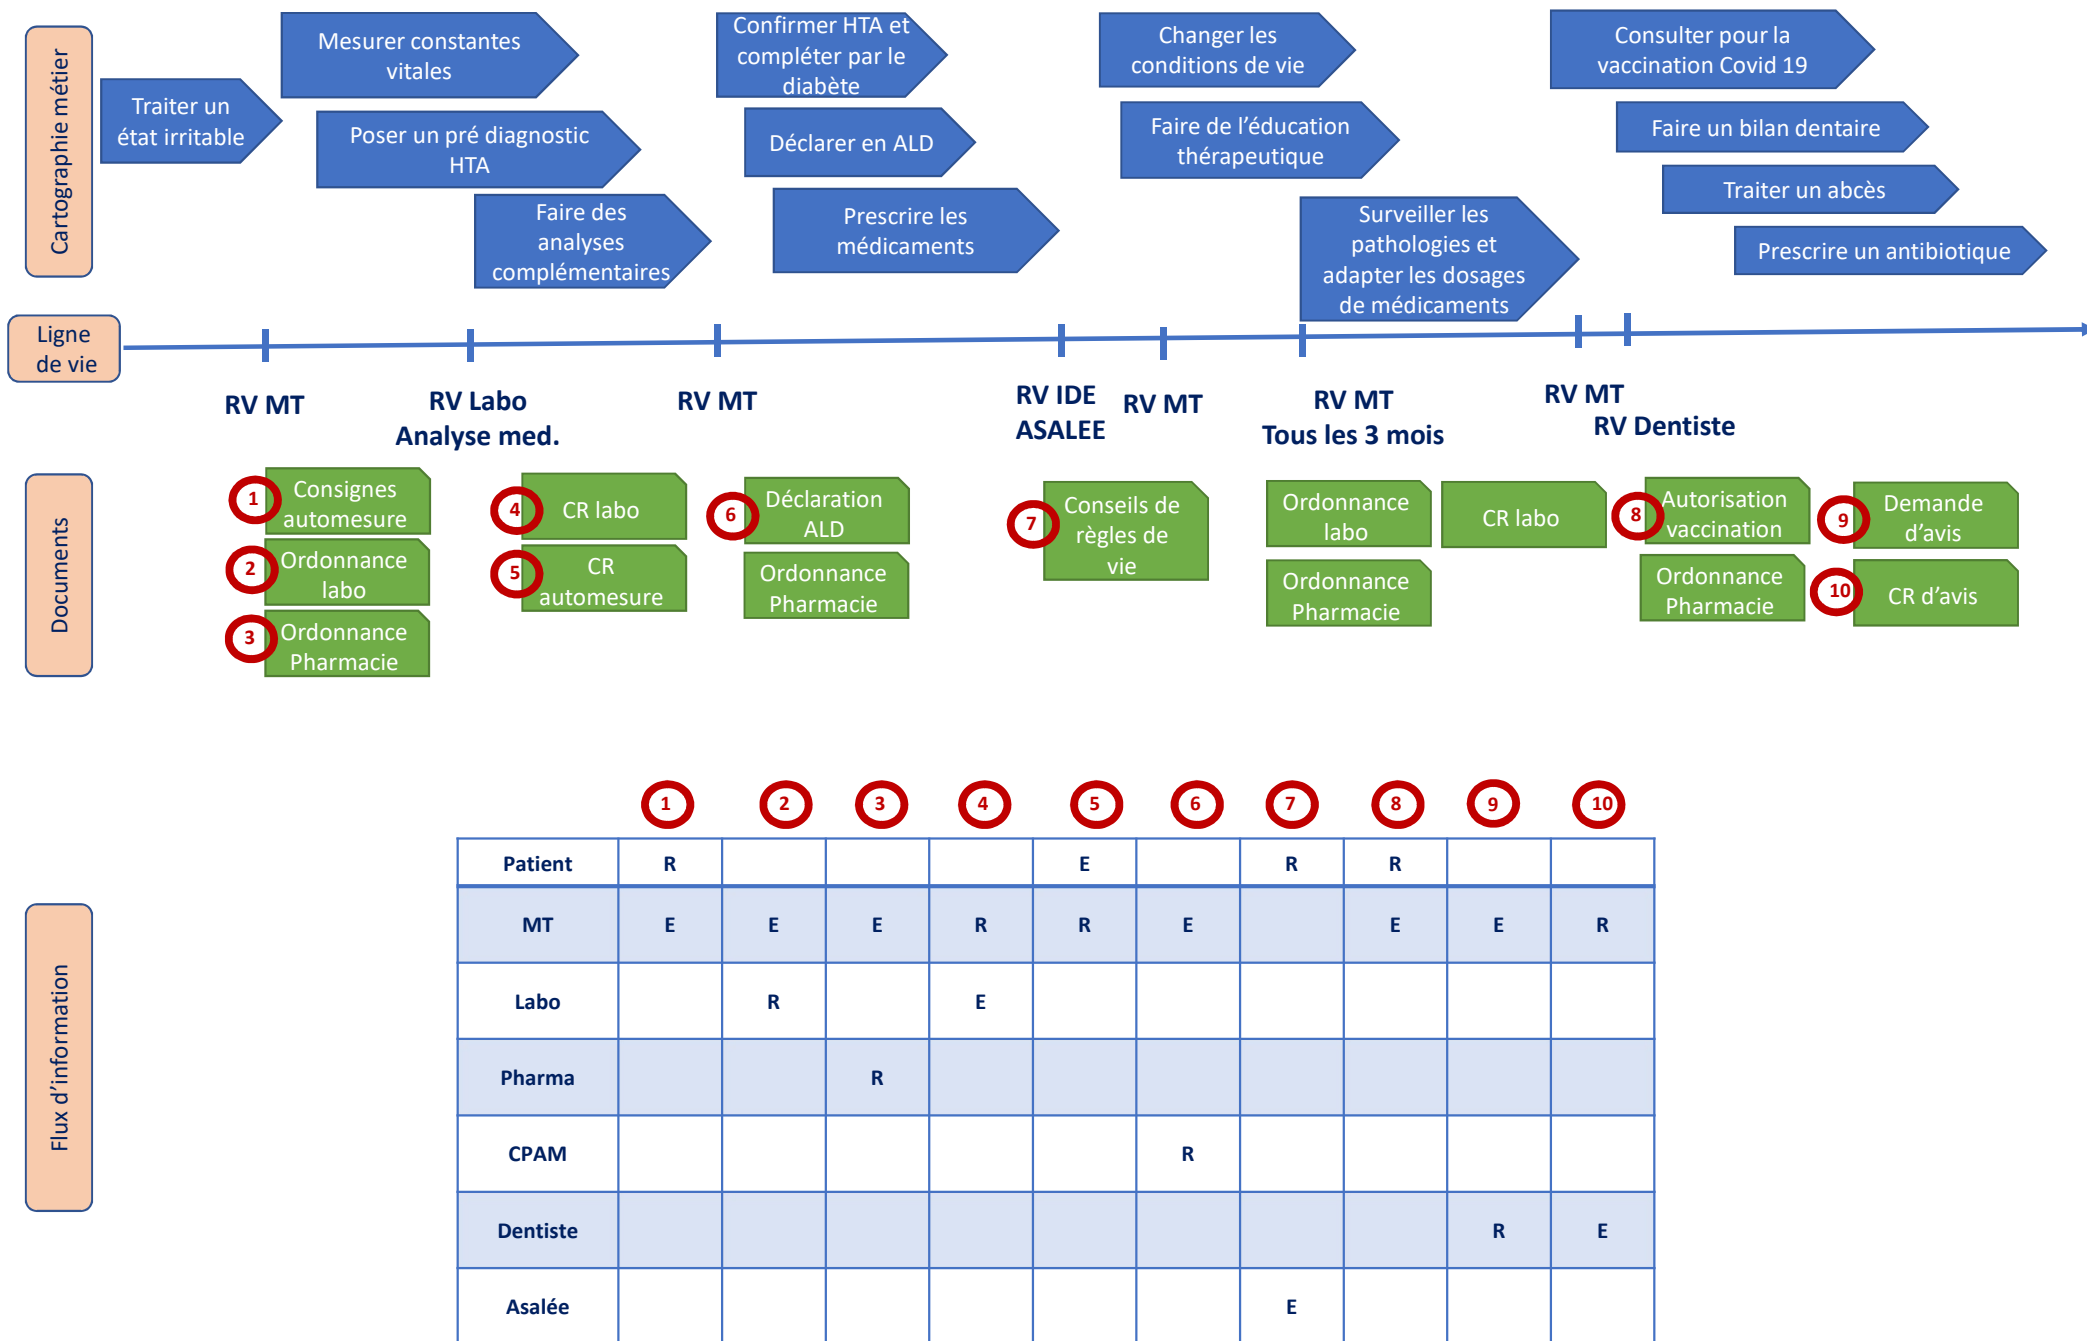 Cartographie métier
Traiter un
état irritable
Mesurer constantes
vitales
Poser un pré diagnostic
HTA
Faire des
analyses
complémentaires
Confirmer HTA et
compléter par le
diabète
Déclarer en ALD
Prescrire les
médicaments
Changer les
conditions de vie
Faire de l’éducation
thérapeutique
Surveiller les
pathologies et
adapter les dosages
de médicaments
Consulter pour la
vaccination Covid 19
Faire un bilan dentaire
Traiter un abcès
Prescrire un antibiotique
Ligne
de vie
RV MT
RV Labo
Analyse med.
RV MT
RV IDE
ASALEE
RV MT
RV MT
Tous les 3 mois
RV MT
RV Dentiste
Documents
1
Consignes
automesure
2
Ordonnance
labo
3
Ordonnance
Pharmacie
4
CR labo
5
CR
automesure
6
Déclaration
ALD
Ordonnance
Pharmacie
7
Conseils de
règles de
vie
Ordonnance
labo
Ordonnance
Pharmacie
CR labo
8
Autorisation
vaccination
Ordonnance
Pharmacie
9
Demande
d’avis
10
CR d’avis
Flux d’information
1 2 3 4 5 6 7 8 9 10
Patient R E R R
MT E E E R R E E E R
Labo R E
Pharma R
CPAM R
Dentiste R E
Asalée E